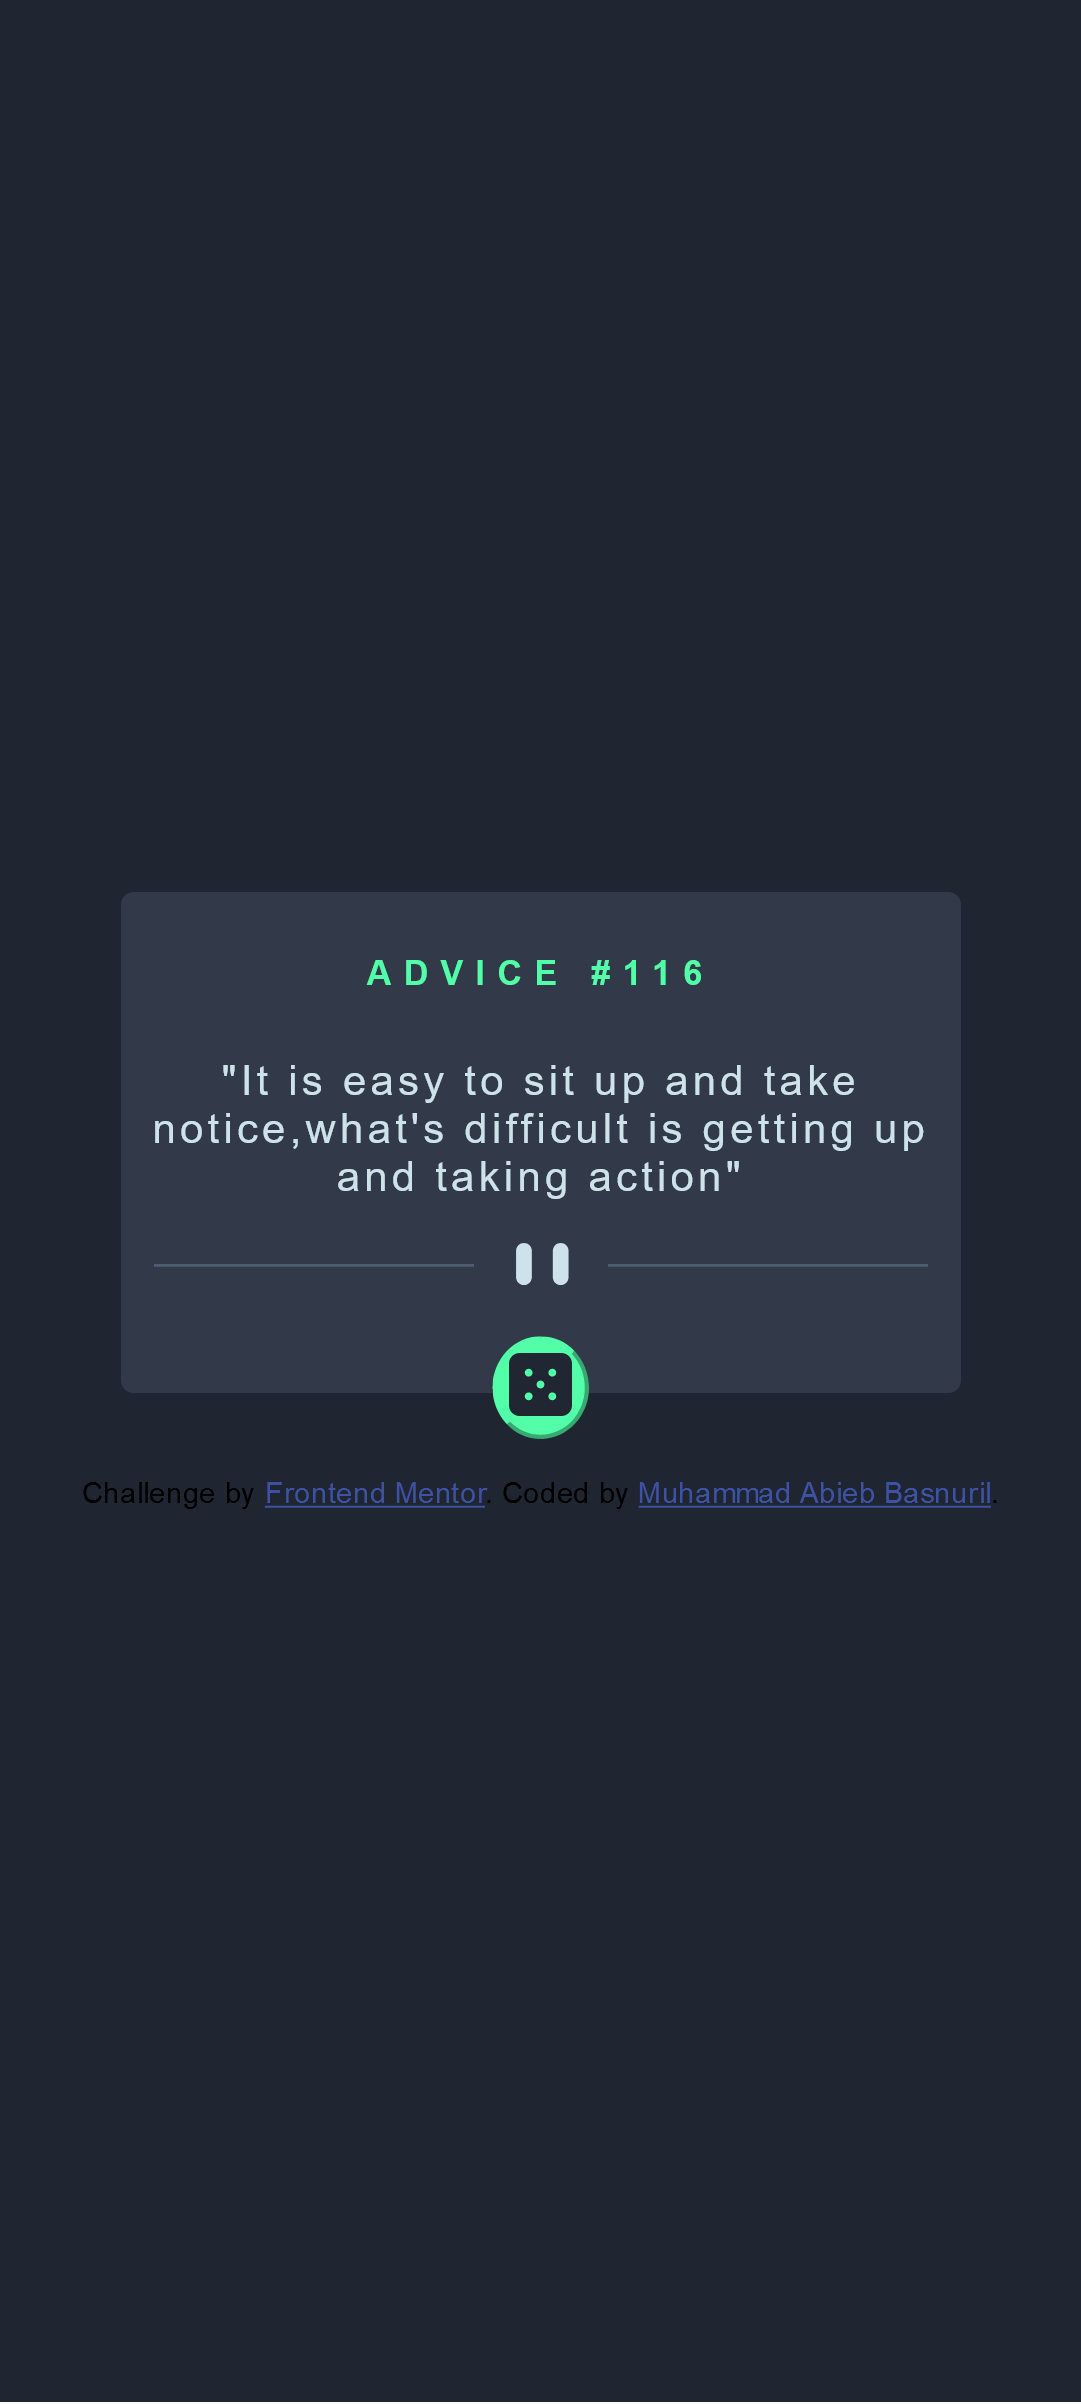 ADVICE #116
"It is easy to sit up and take
notice,what's difficult is getting up
and taking action"
Challenge by Frontend Mentor. Coded by Muhammad Abieb Basnuril.